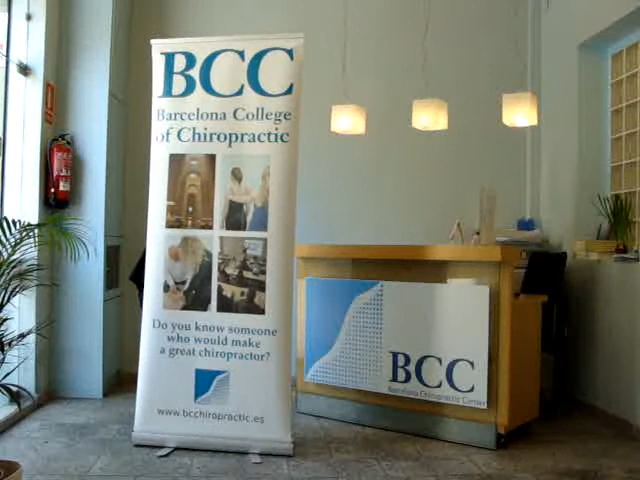 BCC
Barcelona College
of Chiropractic
Do you know someone
who would make
a great chiropractor?
www.bcchiropractic.es
BCC
Barcelona Chiropractic Center